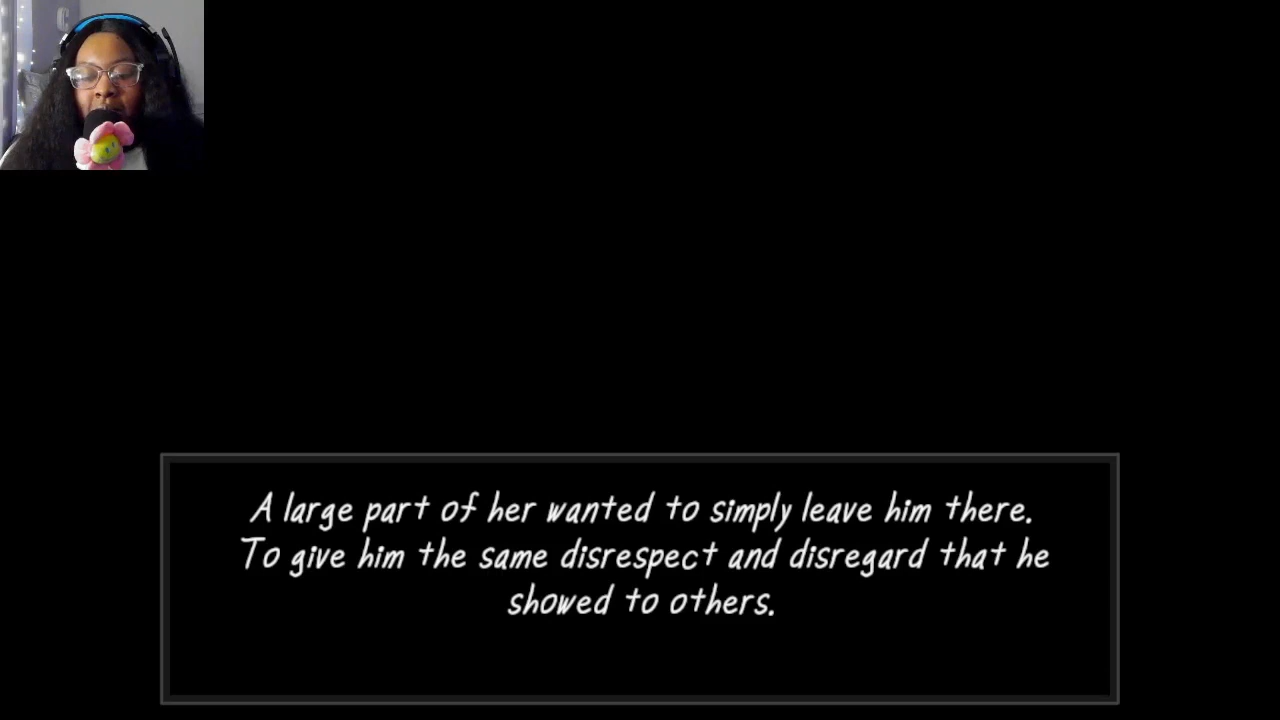 A large part of her wanted to simply leave him there.
To give him the same disrespect and disregard that he
showed to others.